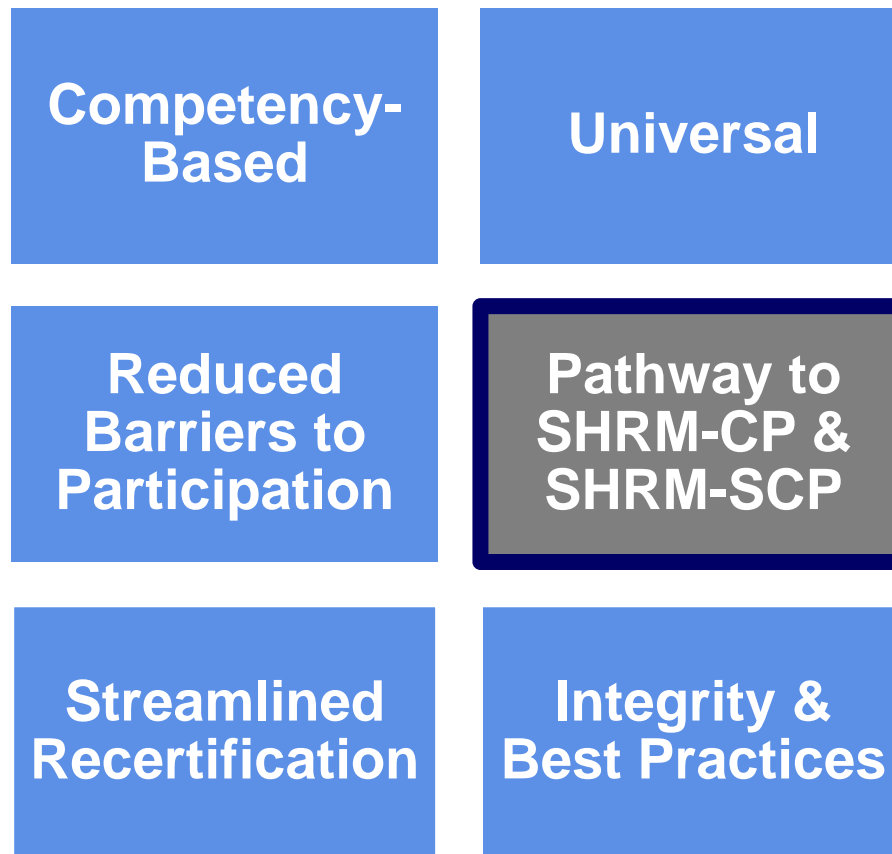 Competency-
Based
Universal
Reduced
Barriers to
Participation
Pathway to
SHRM-CP &
SHRM-SCP
Streamlined
Recertification
Integrity &
Best Practices